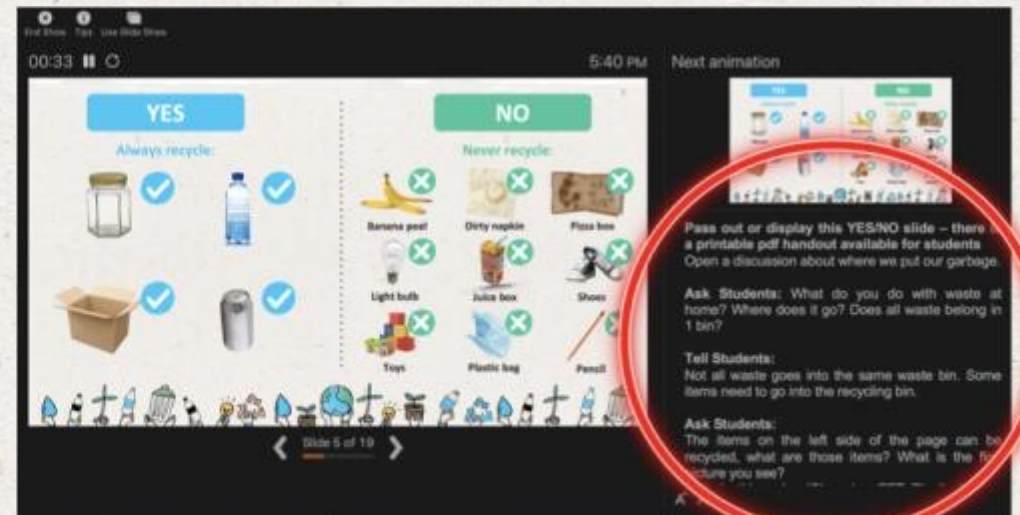 End Show Tips Use Slide Show
00:33
5:40 PM
Next animation
YES
NO
Always recycle:
Never recycle:
Banana peel
Dirty napkin
Pizza box
Light bulb
Juice box
Shoes
Toys
Plastic bag
Pencil
Slide 5 of 19
YES
NO
Pass out or display this YES/NO slide – there
a printable pdf handout available for students
Open a discussion about where we put our garbage.
Ask Students: What do you do with waste at
home? Where does it go? Does all waste belong in
1 bin?
Tell Students:
Not all waste goes into the same waste bin. Some
items need to go into the recycling bin.
Ask Students:
The items on the left side of the page can be
recycled, what are those items? What is the
picture you see?